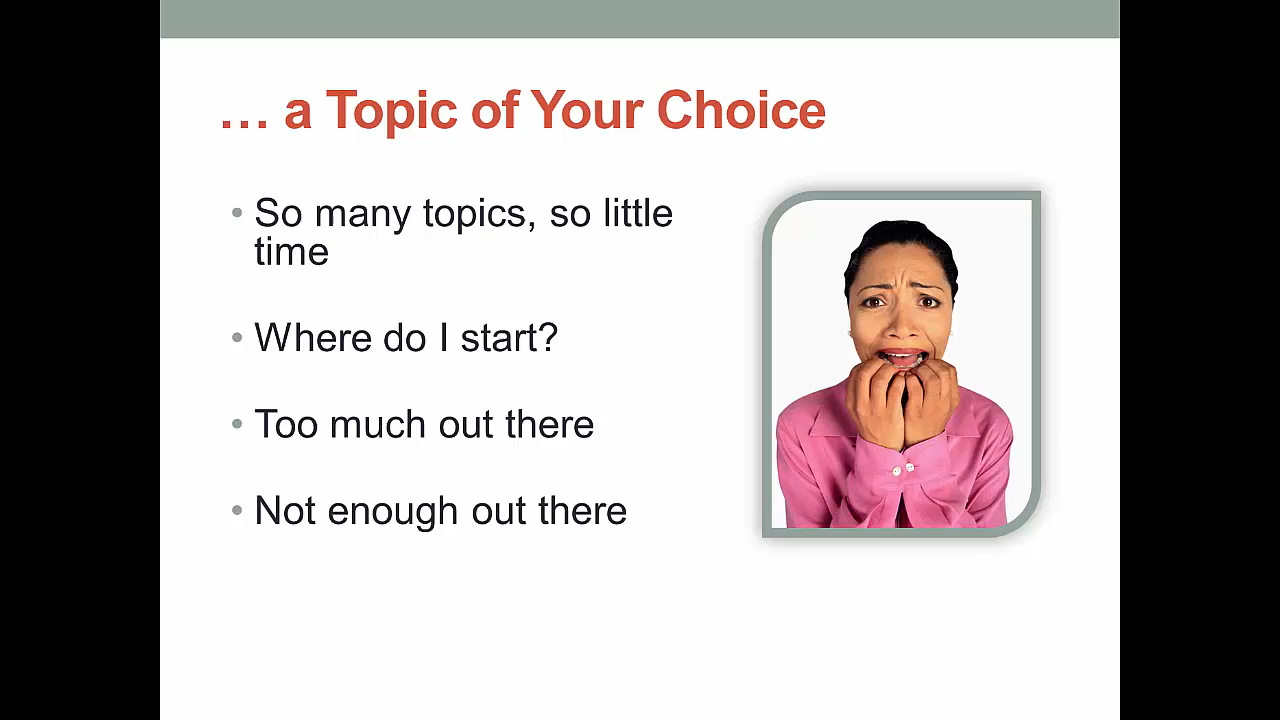 … a Topic of Your Choice
• So many topics, so little
time
• Where do I start?
• Too much out there
• Not enough out there